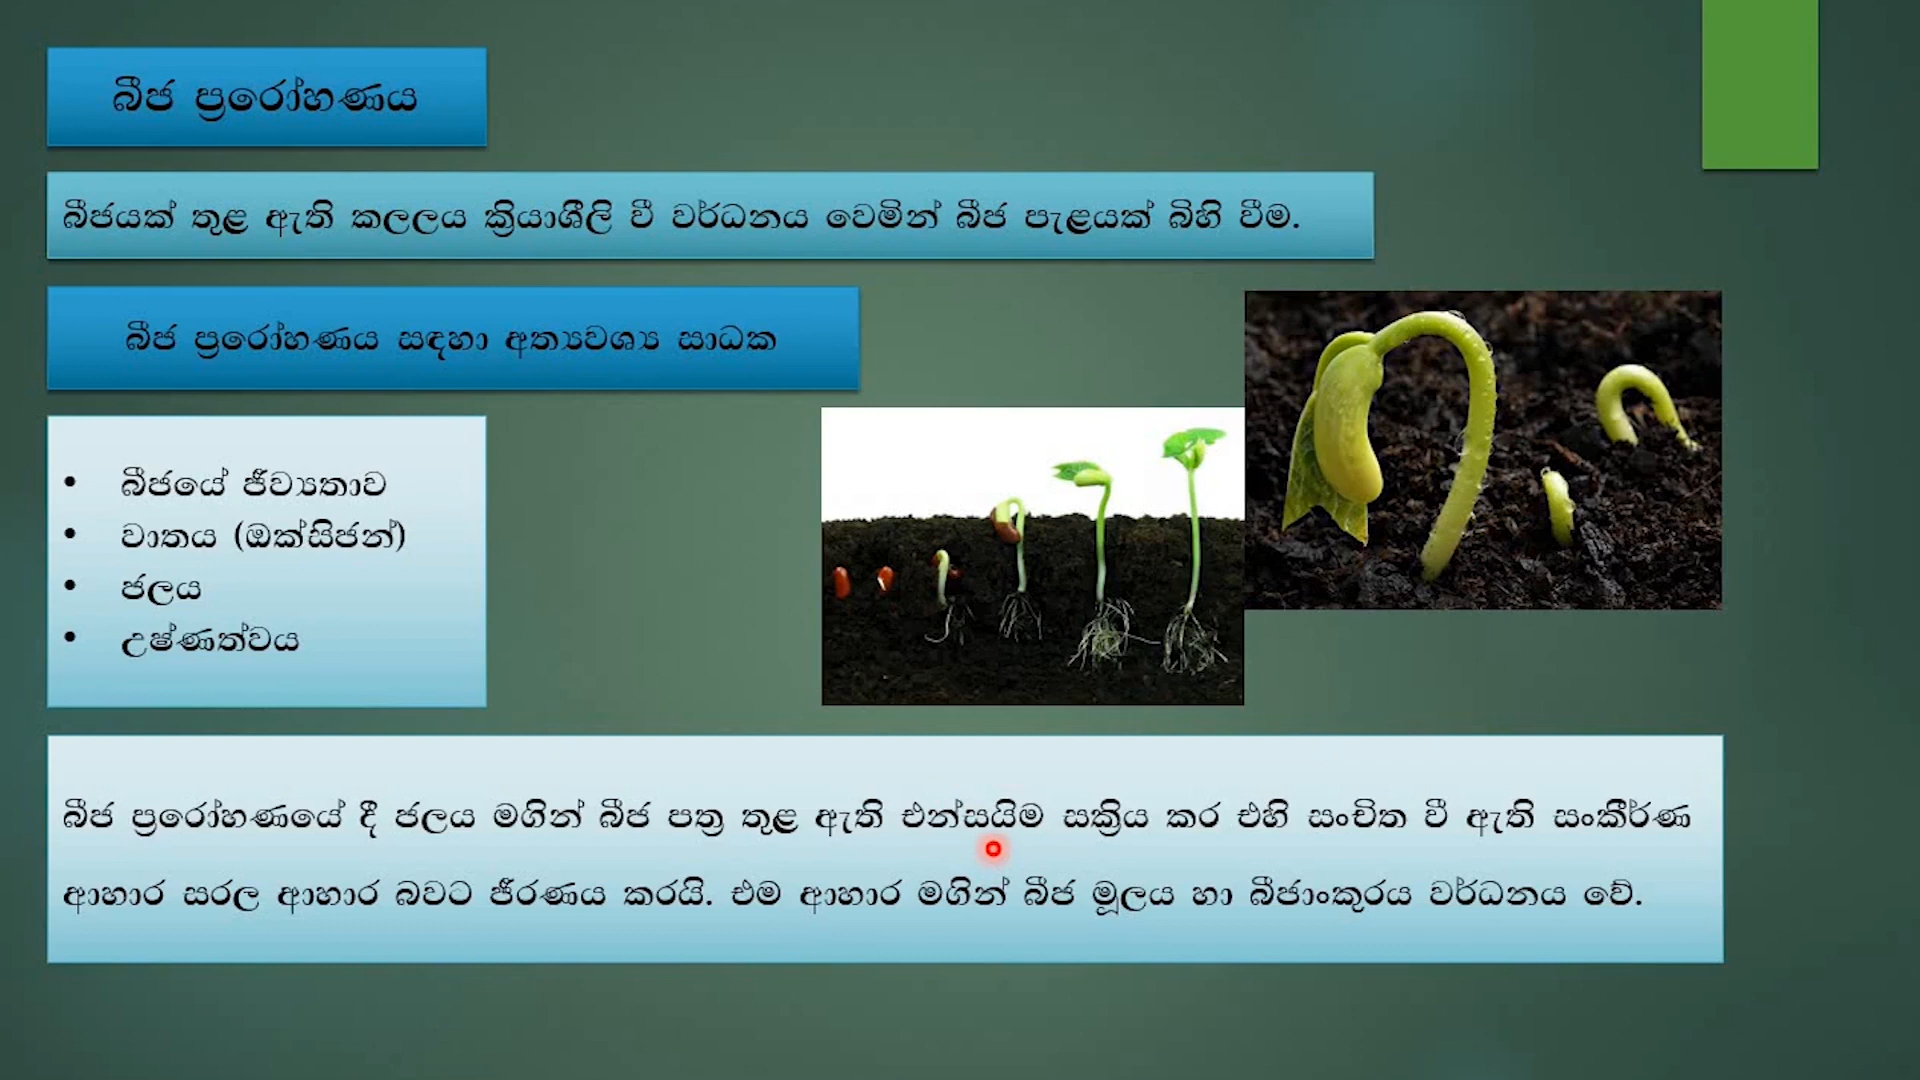 බීජ ප්‍රරෝහණය
බීජයක් තුළ ඇති කලලය ක්‍රියාශීලි වී වර්ධනය වෙමින් බීජ පැළයක් බිහි වීම.
බීජ ප්‍රරෝහණය සඳහා අත්‍යවශ්‍ය සාධක
• බීජයේ ජීව්‍යතාව
• වාතය (ඔක්සිජන්)
• ජලය
• උෂ්ණත්වය
බීජ ප්‍රරෝහණයේ දී ජලය මගින් බීජ පත්‍ර තුළ ඇති එන්සයිම සක්‍රිය කර එහි සංචිත වී ඇති සංකීර්ණ
ආහාර සරල ආහාර බවට ජීරණය කරයි. එම ආහාර මගින් බීජ මූලය හා බීජාංකුරය වර්ධනය වේ.